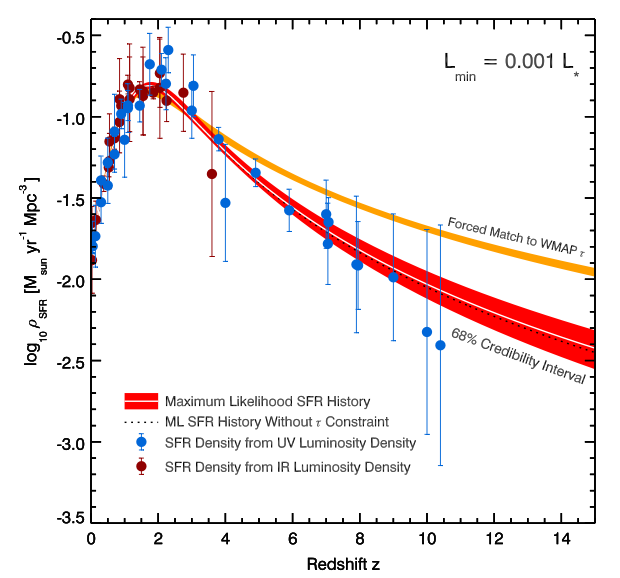 L_min = 0.001 L_*
-0.5
-1.0
-1.5
-2.0
-2.5
-3.0
-3.5
log₁₀ ρ_SFR [M_sun yr⁻¹ Mpc⁻³]
Forced Match to WMAP τ
68% Credibility Interval
Maximum Likelihood SFR History
ML SFR History Without τ Constraint
SFR Density from UV Luminosity Density
SFR Density from IR Luminosity Density
0 2 4 6 8 10 12 14
Redshift z